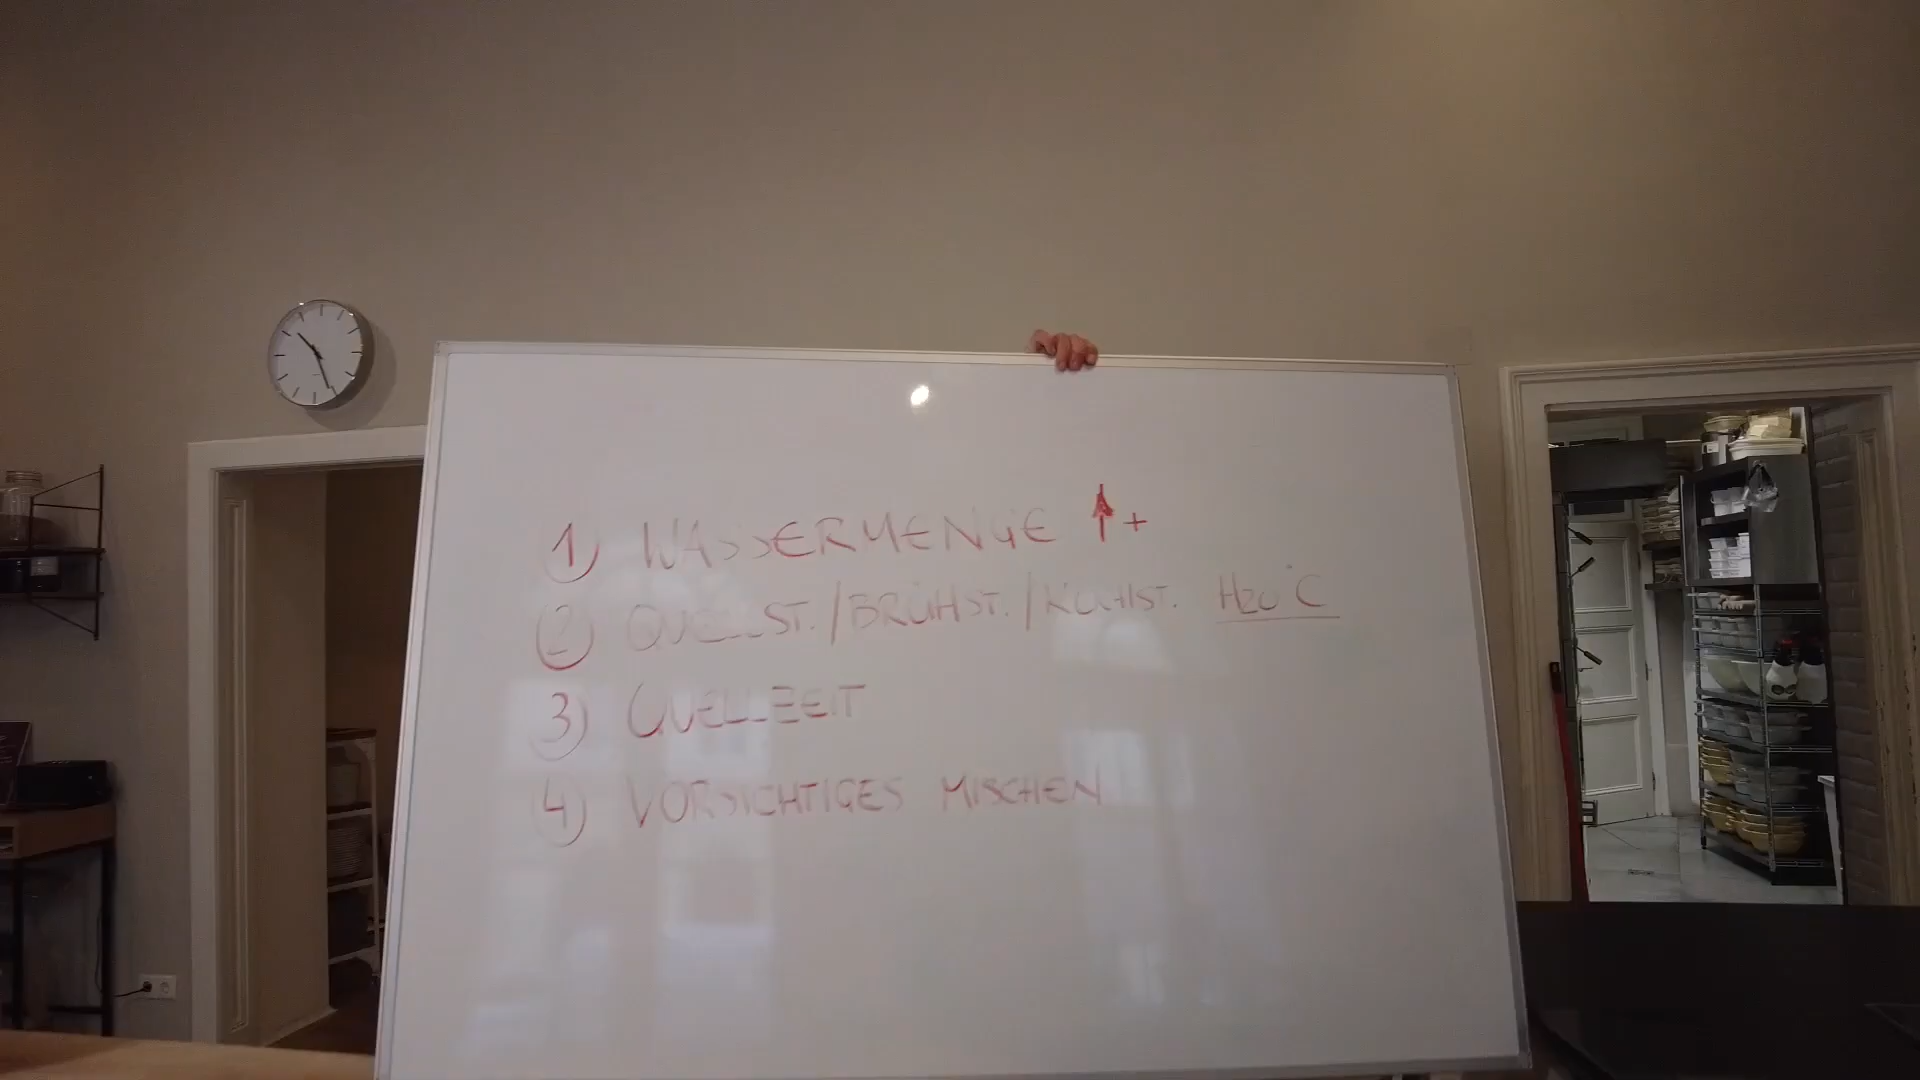 1) WASSERMENGE ↑ +
2) QUELLST. / BRÜHST. / KOCHST. H2O °C
3) QUELLZEIT
4) VORSICHTIGES MISCHEN